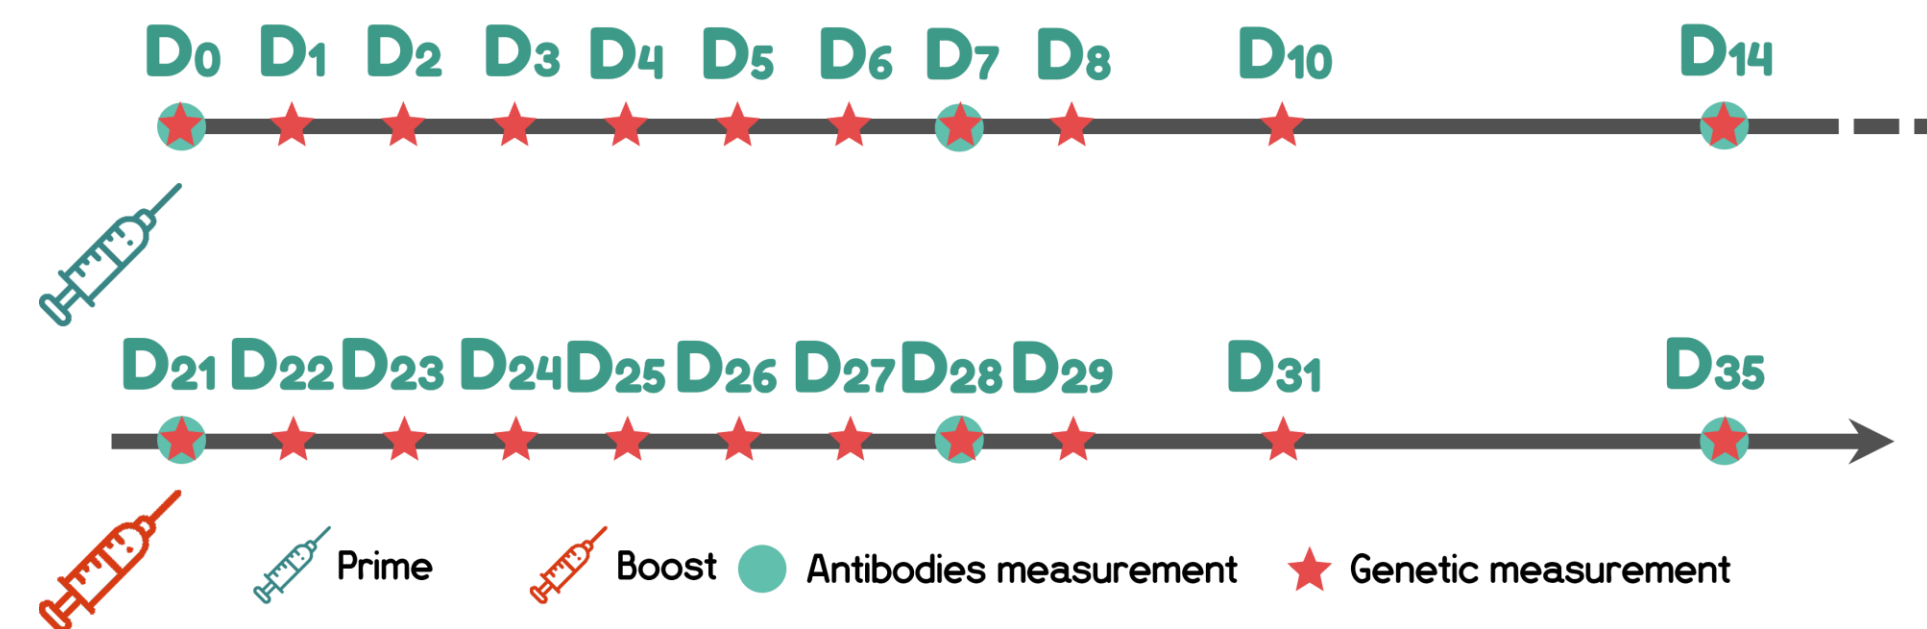 D0 D1 D2 D3 D4 D5 D6 D7 D8 D10 D14
D21 D22 D23 D24 D25 D26 D27 D28 D29 D31 D35
Prime Boost Antibodies measurement Genetic measurement